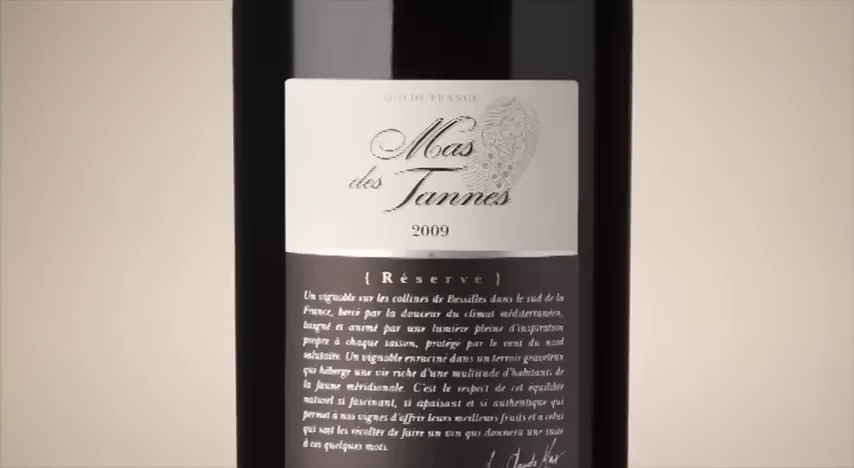 SUD DE FRANCE
Mas
des Tannes
2009
{ Rèserve }
Un vignoble sur les collines de Bessilles dans le sud de la
France, bercé par la douceur du climat méditerranéen,
baigné et animé par une lumière pleine d'inspiration
propre à chaque saison, protégé par le vent du nord
salutaire. Un vignoble enraciné dans un terroir graveleux
qui héberge une vie riche d'une multitude d'habitants de
la faune méridionale. C'est le respect de cet équilibre
naturel si fascinant, si apaisant et si authentique qui
permet à nos vignes d'offrir leurs meilleurs fruits et a celui
qui sait les récolter de faire un vin qui donnera une suite
à ces quelques mots.